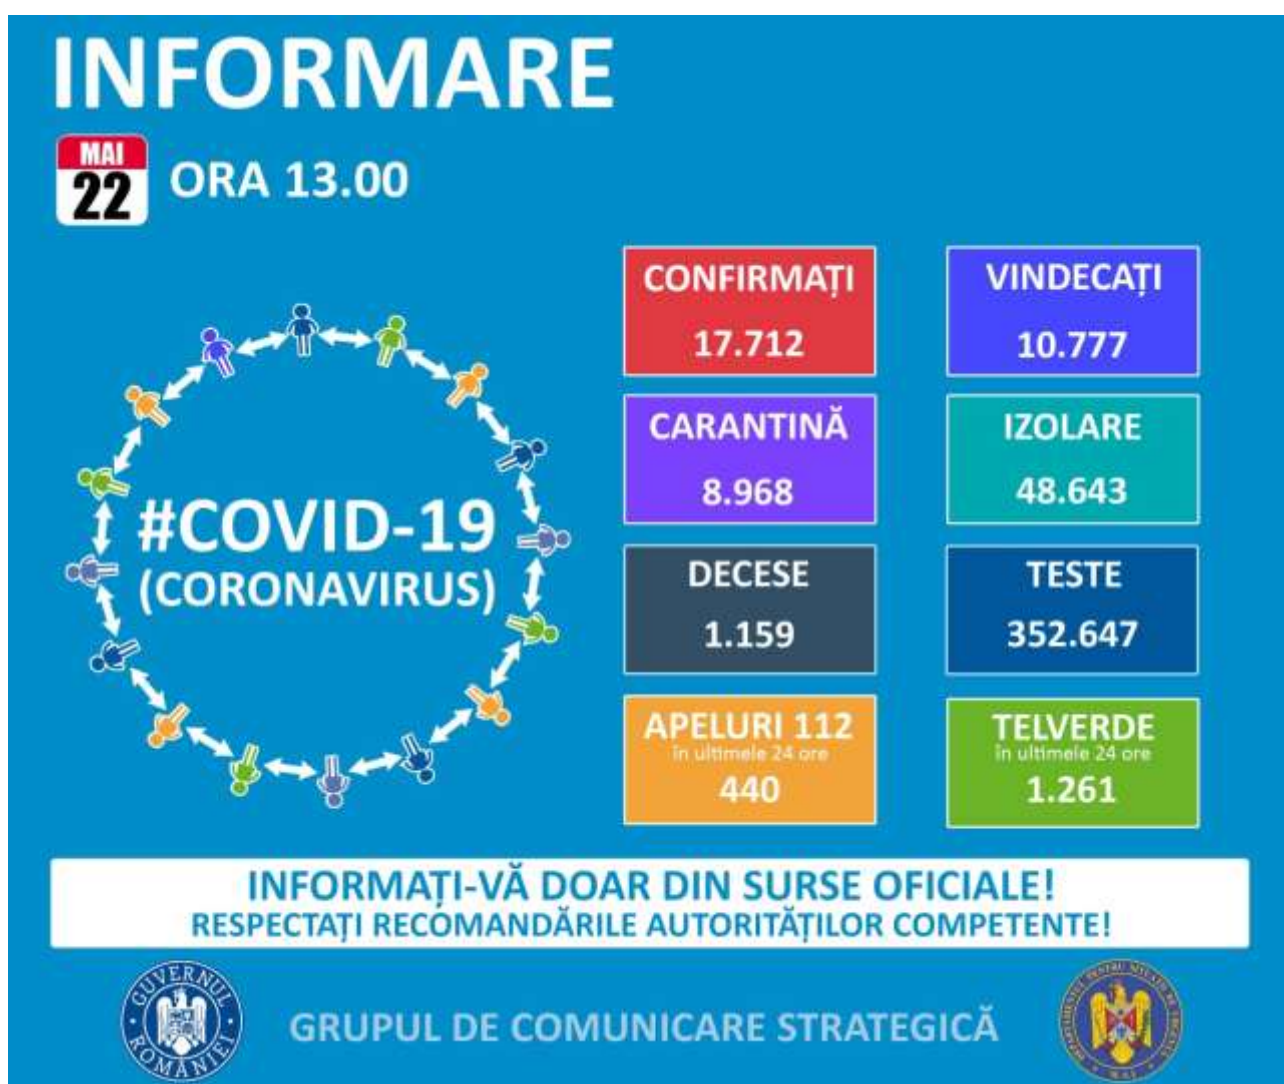 INFORMARE
MAI
22
ORA 13.00
CONFIRMAȚI
17.712
VINDECAȚI
10.777
CARANTINĂ
8.968
IZOLARE
48.643
#COVID-19
(CORONAVIRUS)
DECESE
1.159
TESTE
352.647
APELURI 112
în ultimele 24 ore
440
TELVERDE
în ultimele 24 ore
1.261
INFORMAȚI-VĂ DOAR DIN SURSE OFICIALE!
RESPECTAȚI RECOMANDĂRILE AUTORITĂȚILOR COMPETENTE!
GUVERNUL ROMÂNIEI
GRUPUL DE COMUNICARE STRATEGICĂ